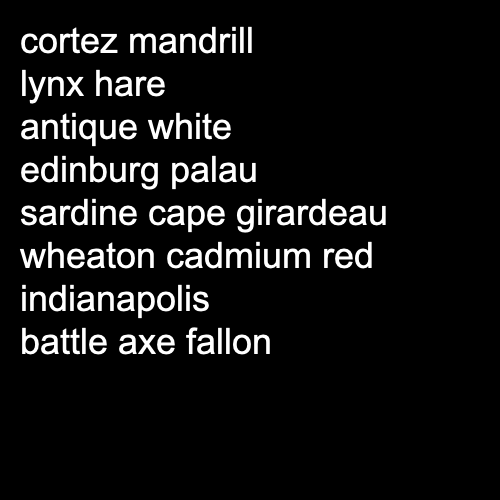 cortez mandrill
lynx hare
antique white
edinburg palau
sardine cape girardeau
wheaton cadmium red
indianapolis
battle axe fallon